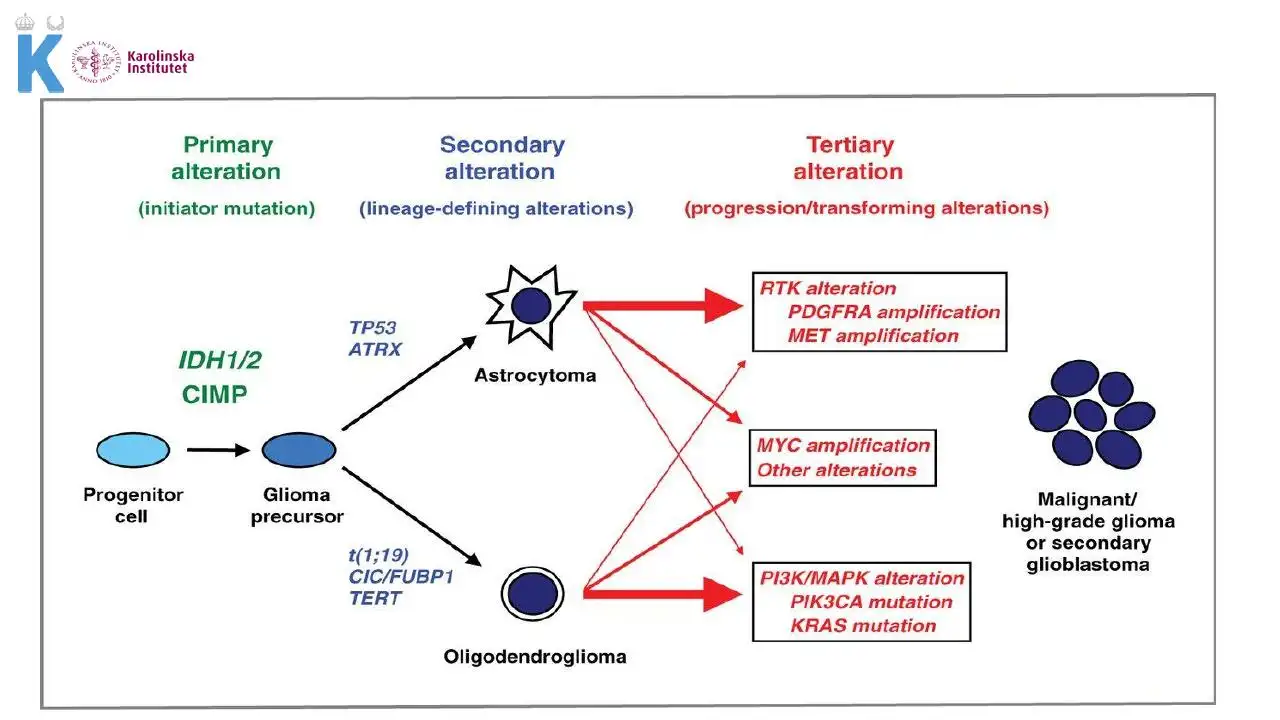 K
Karolinska
Institutet
Primary
alteration
(initiator mutation)
Secondary
alteration
(lineage-defining alterations)
Tertiary
alteration
(progression/transforming alterations)
IDH1/2
CIMP
Progenitor
cell
Glioma
precursor
TP53
ATRX
t(1;19)
CIC/FUBP1
TERT
Astrocytoma
Oligodendroglioma
RTK alteration
PDGFRA amplification
MET amplification
MYC amplification
Other alterations
PI3K/MAPK alteration
PIK3CA mutation
KRAS mutation
Malignant/
high-grade glioma
or secondary
glioblastoma